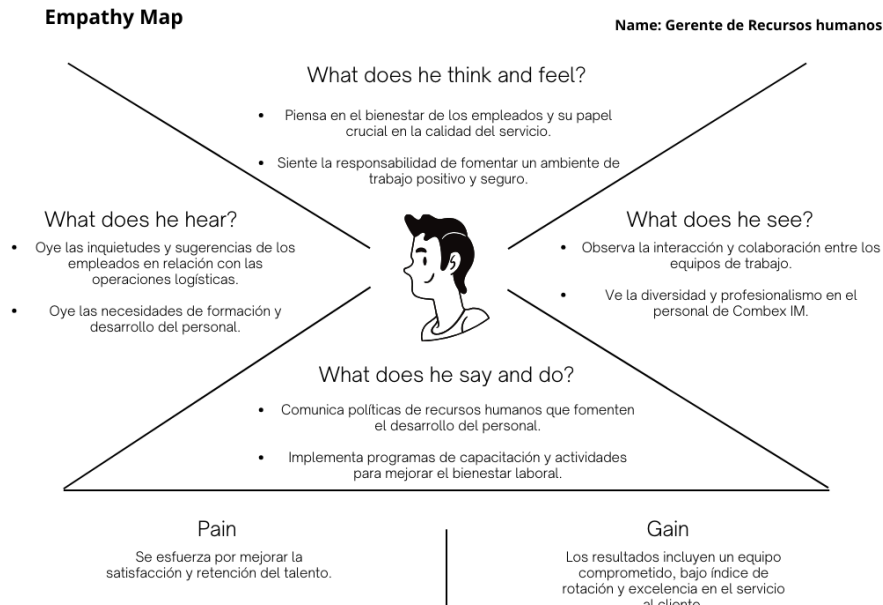 Empathy Map
Name: Gerente de Recursos humanos
What does he think and feel?
• Piensa en el bienestar de los empleados y su papel
crucial en la calidad del servicio.
• Siente la responsabilidad de fomentar un ambiente de
trabajo positivo y seguro.
What does he hear?
• Oye las inquietudes y sugerencias de los
empleados en relación con las
operaciones logísticas.
• Oye las necesidades de formación y
desarrollo del personal.
What does he see?
• Observa la interacción y colaboración entre los
equipos de trabajo.
• Ve la diversidad y profesionalismo en el
personal de Combex IM.
What does he say and do?
• Comunica políticas de recursos humanos que fomenten
el desarrollo del personal.
• Implementa programas de capacitación y actividades
para mejorar el bienestar laboral.
Pain
Se esfuerza por mejorar la
satisfacción y retención del talento.
Gain
Los resultados incluyen un equipo
comprometido, bajo índice de
rotación y excelencia en el servicio
al cliente